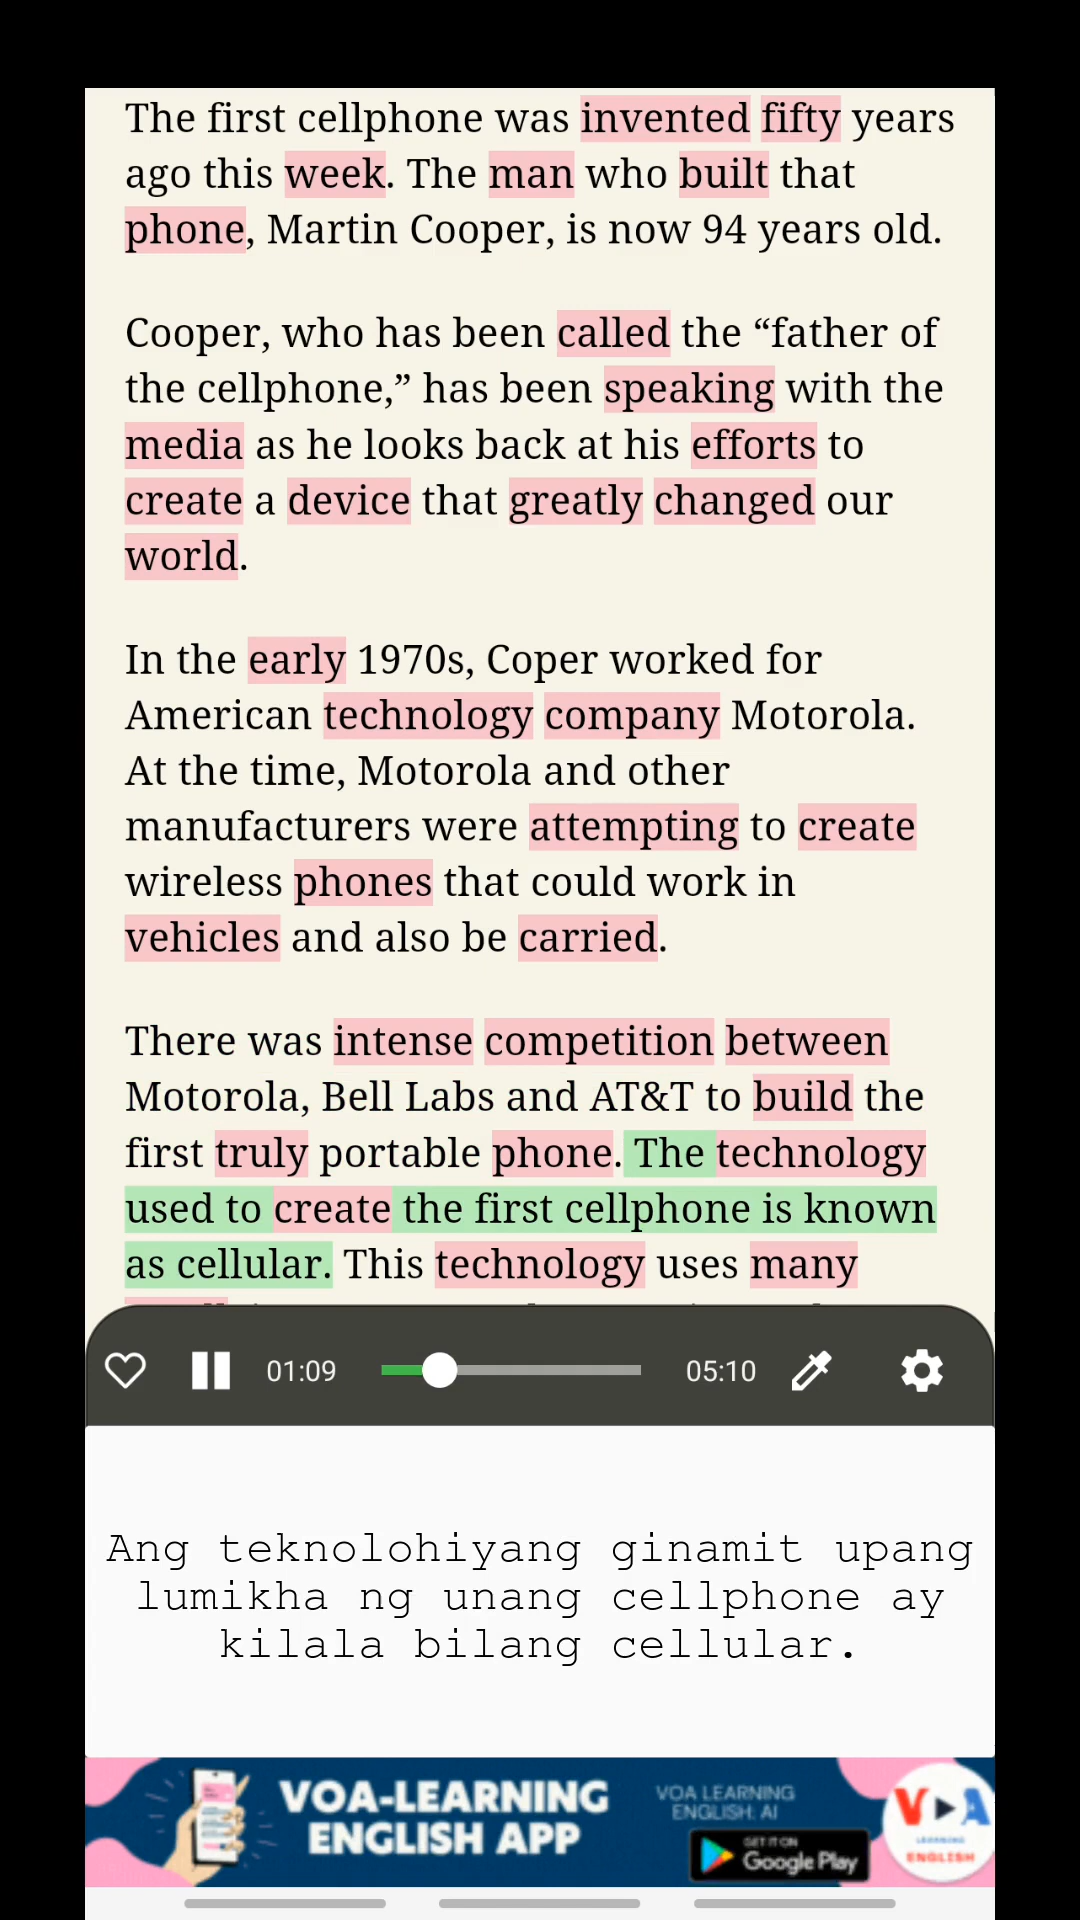 The first cellphone was invented fifty years
ago this week. The man who built that
phone, Martin Cooper, is now 94 years old.
Cooper, who has been called the “father of
the cellphone,” has been speaking with the
media as he looks back at his efforts to
create a device that greatly changed our
world.
In the early 1970s, Coper worked for
American technology company Motorola.
At the time, Motorola and other
manufacturers were attempting to create
wireless phones that could work in
vehicles and also be carried.
There was intense competition between
Motorola, Bell Labs and AT&T to build the
first truly portable phone. The technology
used to create the first cellphone is known
as cellular. This technology uses many
01:09
05:10
Ang teknolohiyang ginamit upang
lumikha ng unang cellphone ay
kilala bilang cellular.
VOA-LEARNING
ENGLISH APP
VOA LEARNING
ENGLISH: AI
GET IT ON
Google Play
VOA
LEARNING
ENGLISH